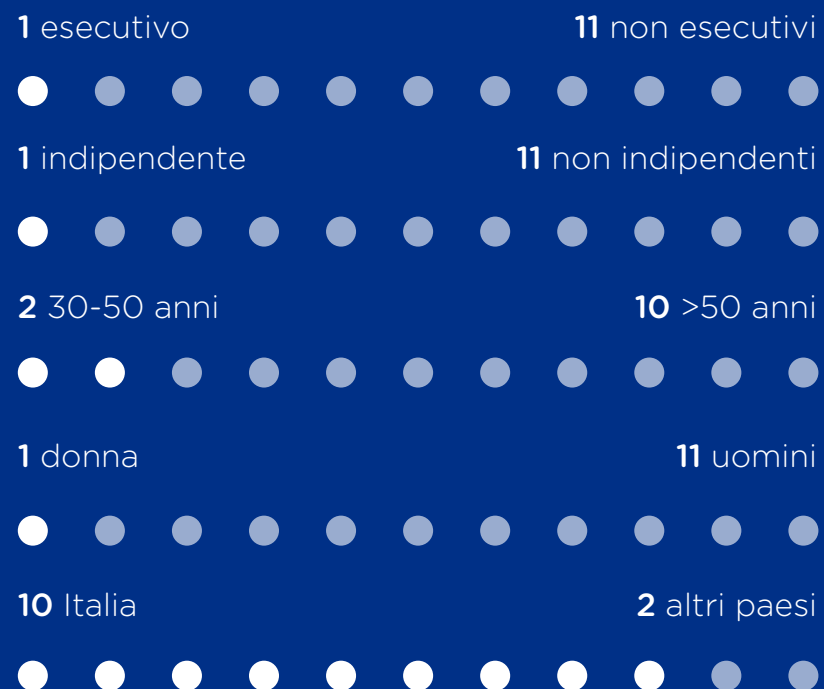 1 esecutivo 11 non esecutivi
1 indipendente 11 non indipendenti
2 30-50 anni 10 >50 anni
1 donna 11 uomini
10 Italia 2 altri paesi